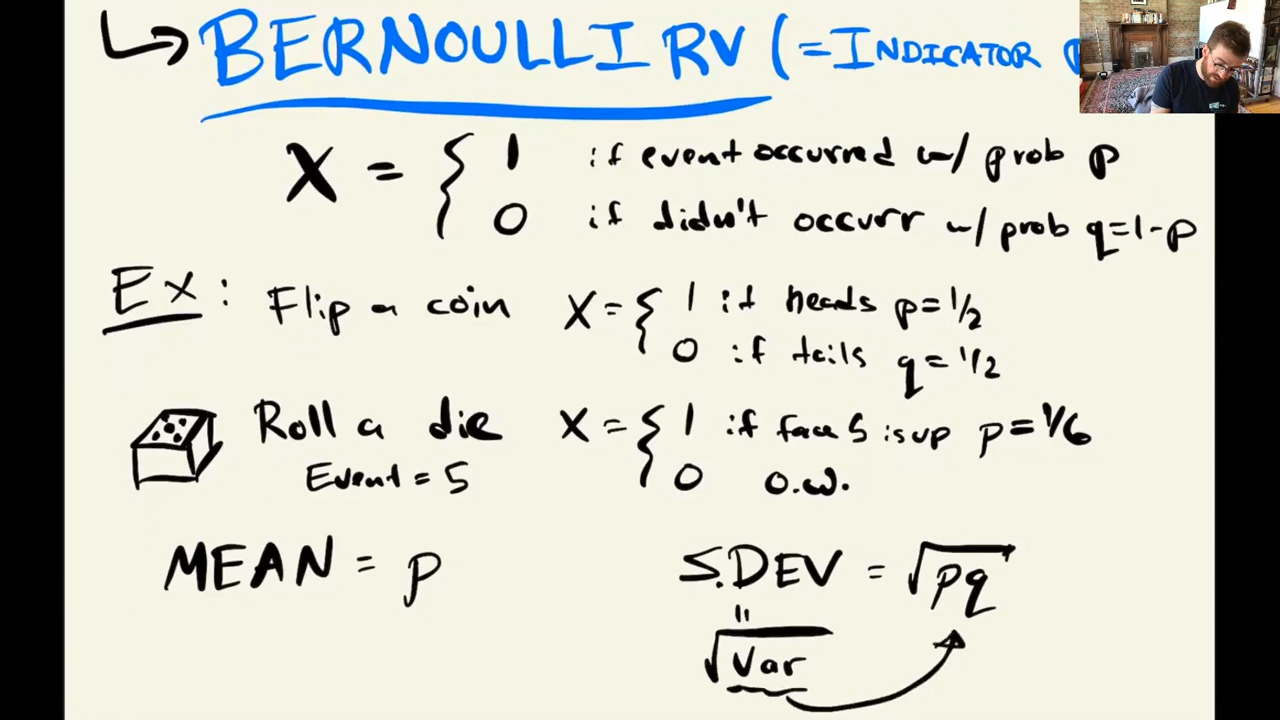 ↳ BERNOULLI RV (=INDICATOR
X = { 1 if event occurred w/ prob p
0 if didn't occurr w/ prob q=1-p
Ex: Flip a coin X = { 1 if heads p=1/2
0 if tails q=1/2
Roll a die X = { 1 if face 5 is up p=1/6
Event = 5 0 o.w.
MEAN = p S.DEV = √pq
"
√Var